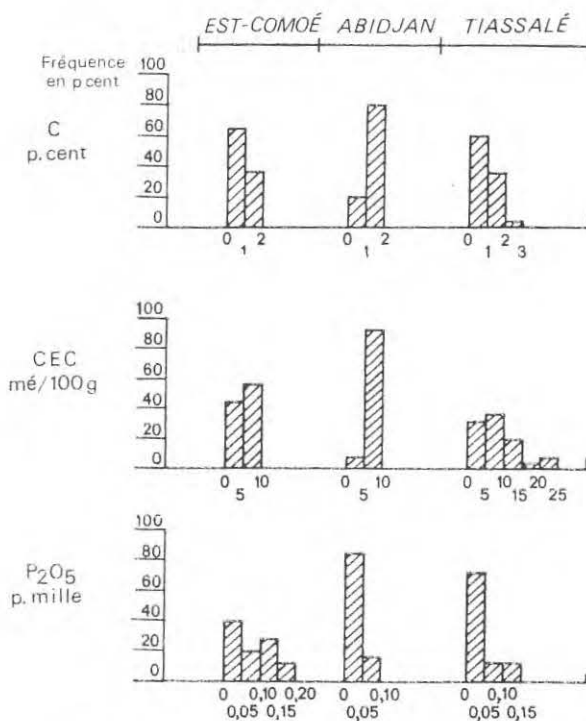 EST-COMOÉ ABIDJAN TIASSALÉ
Fréquence
en p cent
C
p. cent
100
80
60
40
20
0
0 2 0 2 0 2
1 1 1 3
CEC
mé/100g
100
80
60
40
20
0
0 10 0 10 0 10 20
5 5 5 15 25
P2O5
p. mille
100
80
60
40
20
0
0 0,10 0,20 0 0,10 0 0,10
0,05 0,15 0,05 0,05 0,15